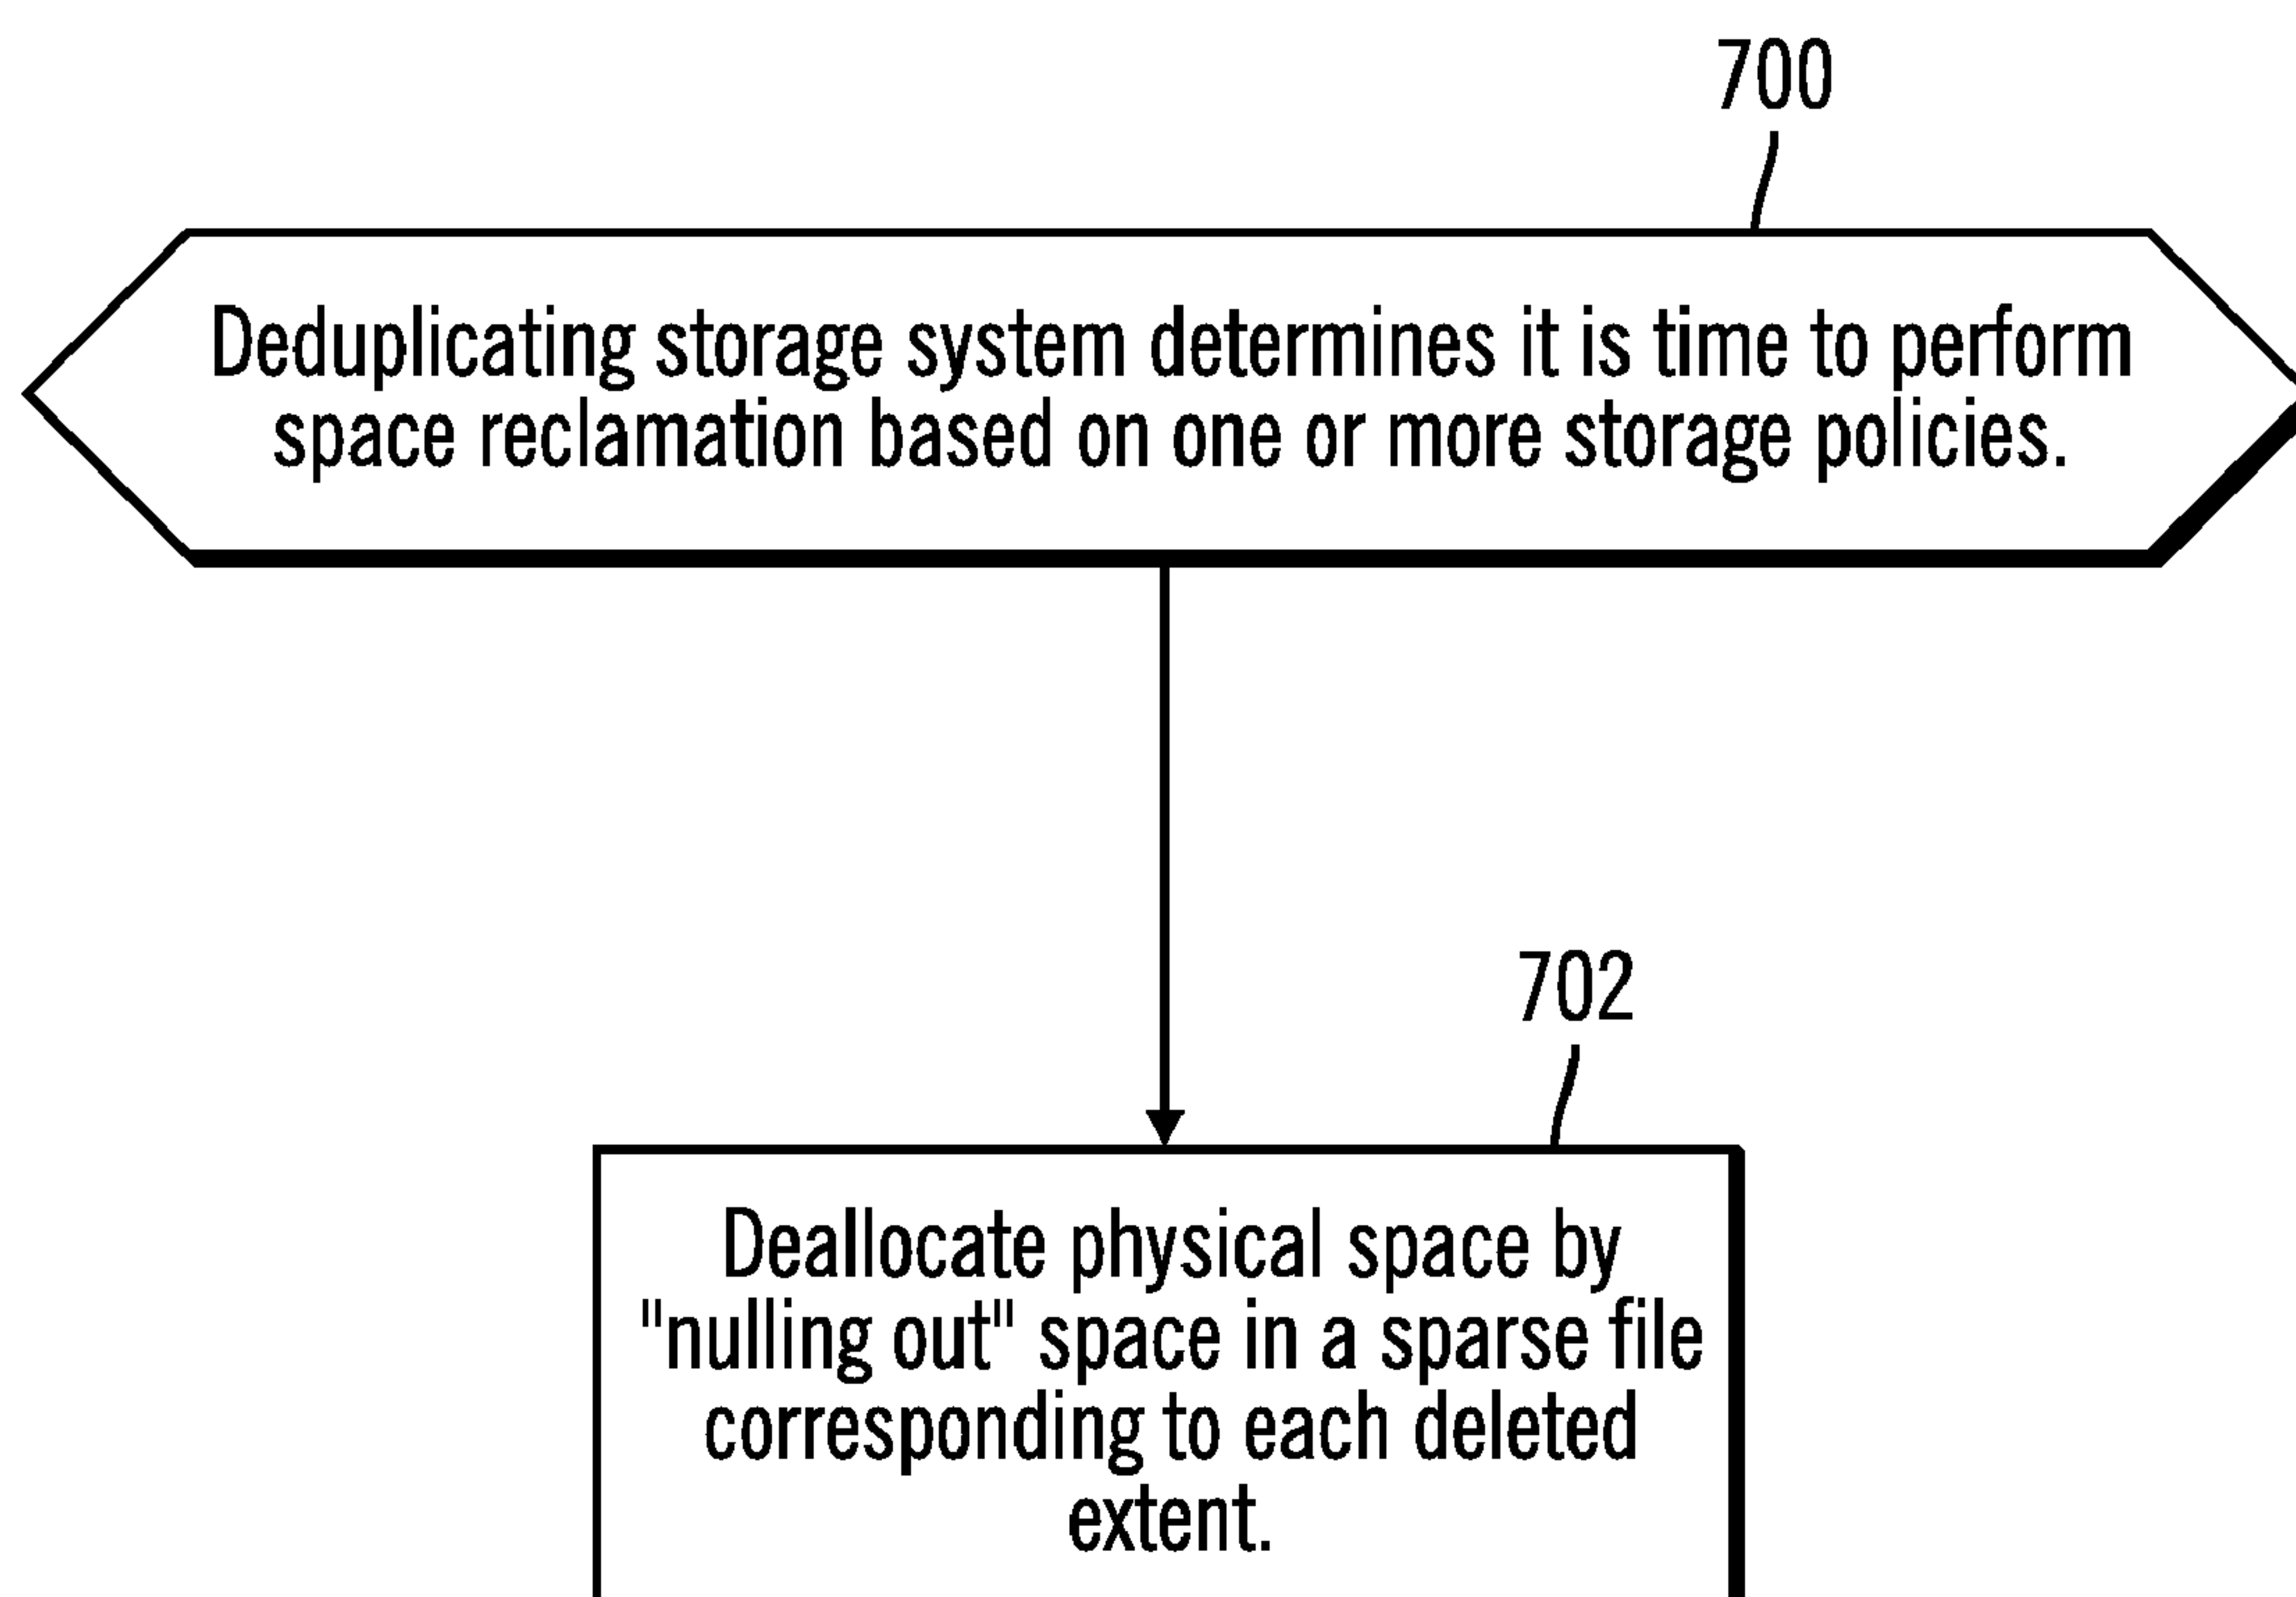 700
Deduplicating storage system determines it is time to perform
space reclamation based on one or more storage policies.
702
Deallocate physical space by
"nulling out" space in a sparse file
corresponding to each deleted
extent.